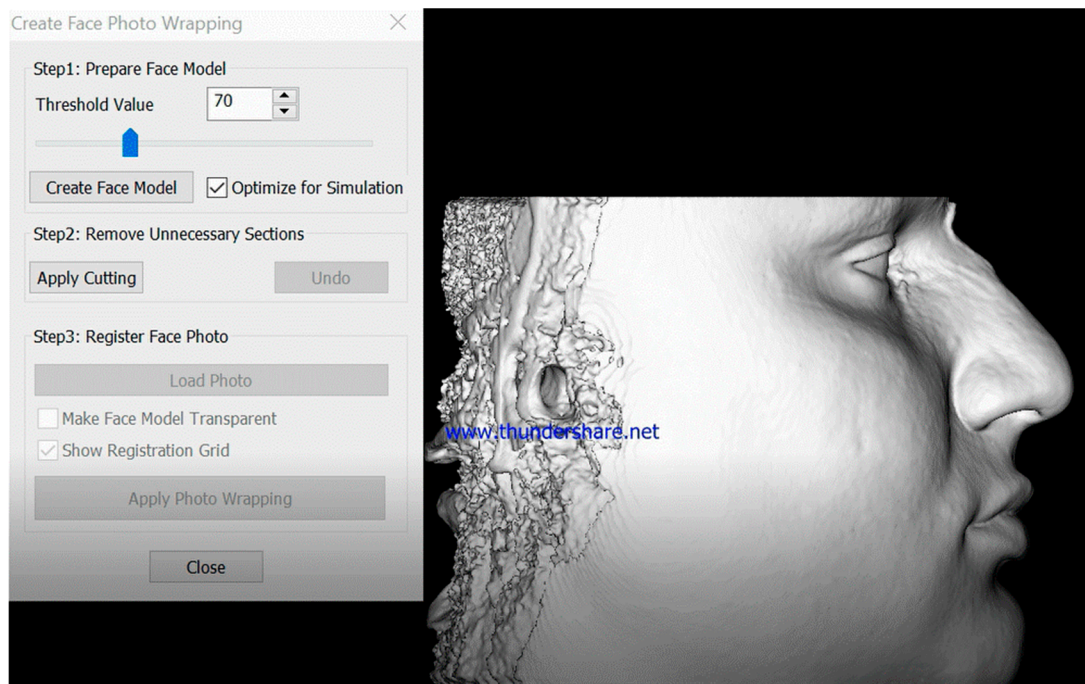 Create Face Photo Wrapping
Step1: Prepare Face Model
Threshold Value 70
Create Face Model Optimize for Simulation
Step2: Remove Unnecessary Sections
Apply Cutting Undo
Step3: Register Face Photo
Load Photo
Make Face Model Transparent
Show Registration Grid
Apply Photo Wrapping
Close
www.thundershare.net